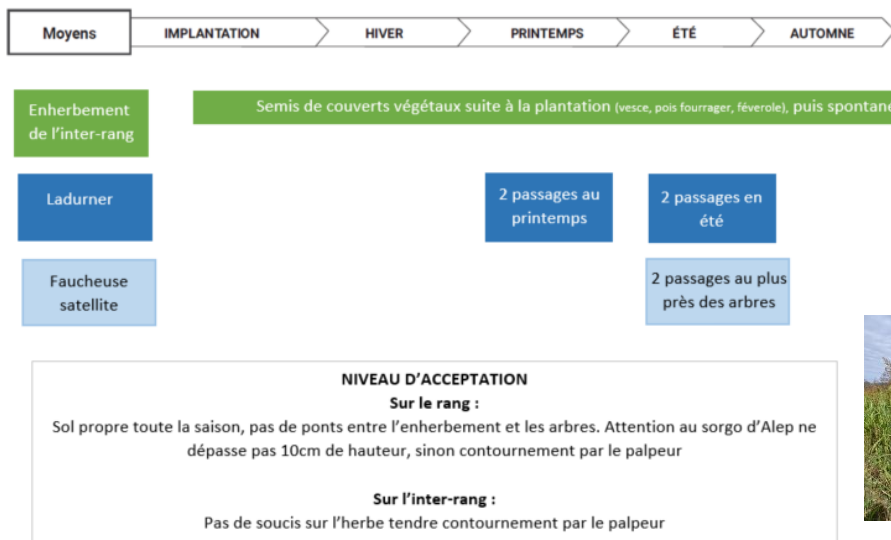 Moyens
IMPLANTATION
HIVER
PRINTEMPS
ÉTÉ
AUTOMNE
Enherbement
de l'inter-rang
Semis de couverts végétaux suite à la plantation (vesce, pois fourrager, féverole), puis spontané
Ladurner
2 passages au
printemps
2 passages en
été
Faucheuse
satellite
2 passages au plus
près des arbres
NIVEAU D'ACCEPTATION
Sur le rang :
Sol propre toute la saison, pas de ponts entre l'enherbement et les arbres. Attention au sorgo d'Alep ne
dépasse pas 10cm de hauteur, sinon contournement par le palpeur
Sur l'inter-rang :
Pas de soucis sur l'herbe tendre contournement par le palpeur